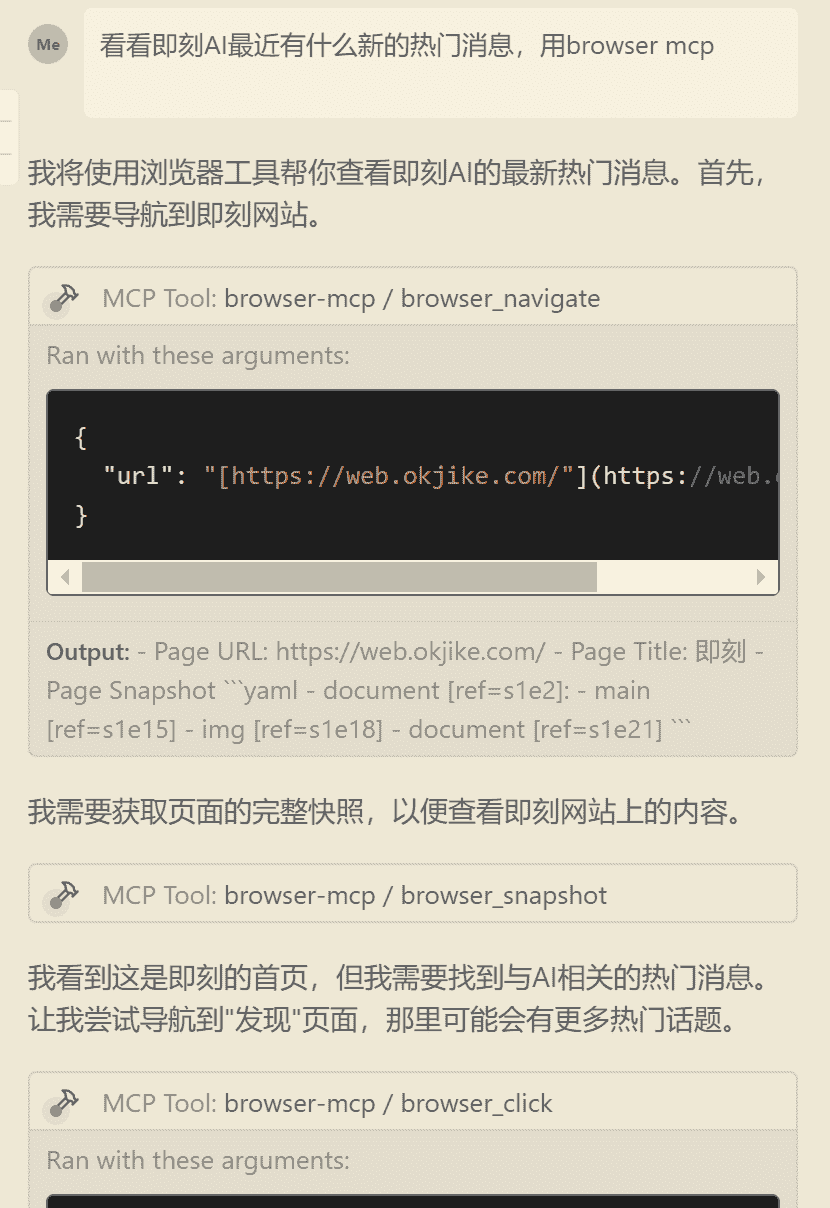 Me
看看即刻AI最近有什么新的热门消息，用browser mcp
我将使用浏览器工具帮你查看即刻AI的最新热门消息。首先，
我需要导航到即刻网站。
MCP Tool: browser-mcp / browser_navigate
Ran with these arguments:
{
"url": "[https://web.okjike.com/"](https://web.
}
Output: - Page URL: https://web.okjike.com/ - Page Title: 即刻 -
Page Snapshot ```yaml - document [ref=s1e2]: - main
[ref=s1e15] - img [ref=s1e18] - document [ref=s1e21] ```
我需要获取页面的完整快照，以便查看即刻网站上的内容。
MCP Tool: browser-mcp / browser_snapshot
我看到这是即刻的首页，但我需要找到与AI相关的热门消息。
让我尝试导航到"发现"页面，那里可能会有更多热门话题。
MCP Tool: browser-mcp / browser_click
Ran with these arguments: